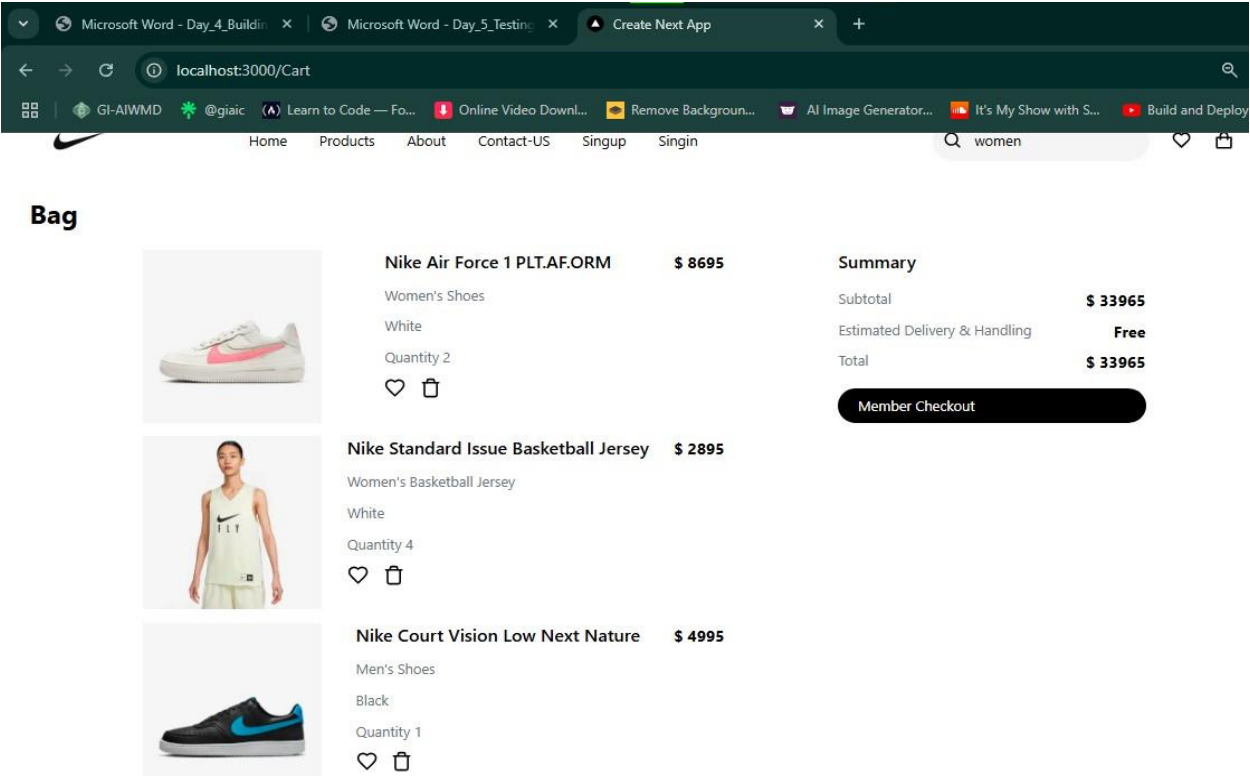 Microsoft Word - Day_4_Buildin
Microsoft Word - Day_5_Testing
Create Next App
localhost:3000/Cart
GI-AIWMD
@giaic
Learn to Code — Fo...
Online Video Downl...
Remove Backgroun...
AI Image Generator...
It's My Show with S...
Build and Deploy
Home Products About Contact-US Singup Singin
women
Bag
Nike Air Force 1 PLT.AF.ORM $ 8695
Women's Shoes
White
Quantity 2
Nike Standard Issue Basketball Jersey $ 2895
Women's Basketball Jersey
White
Quantity 4
FLY
Nike Court Vision Low Next Nature $ 4995
Men's Shoes
Black
Quantity 1
Summary
Subtotal $ 33965
Estimated Delivery & Handling Free
Total $ 33965
Member Checkout